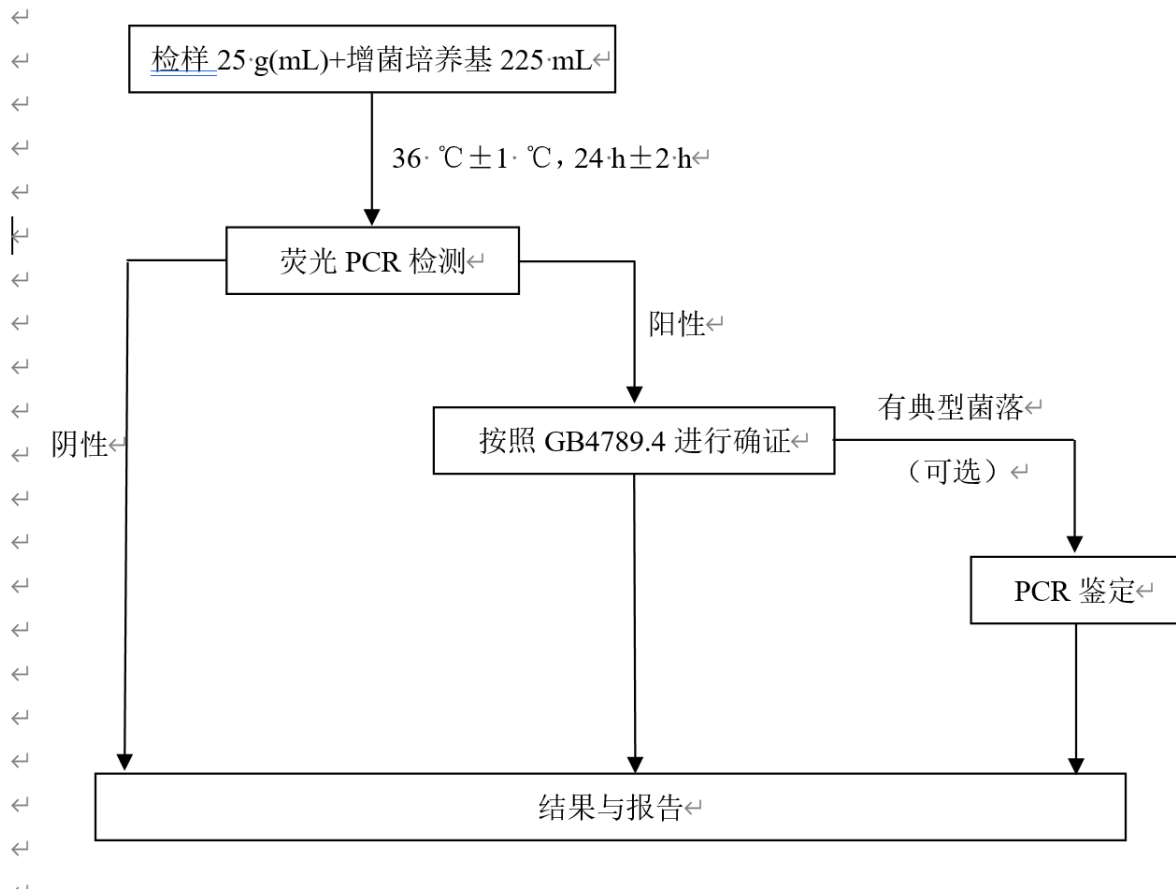 检样 25 g(mL)+增菌培养基 225 mL
36 ℃±1 ℃，24 h±2 h
荧光 PCR 检测
阳性
有典型菌落
阴性
按照 GB4789.4 进行确证
（可选）
PCR 鉴定
结果与报告